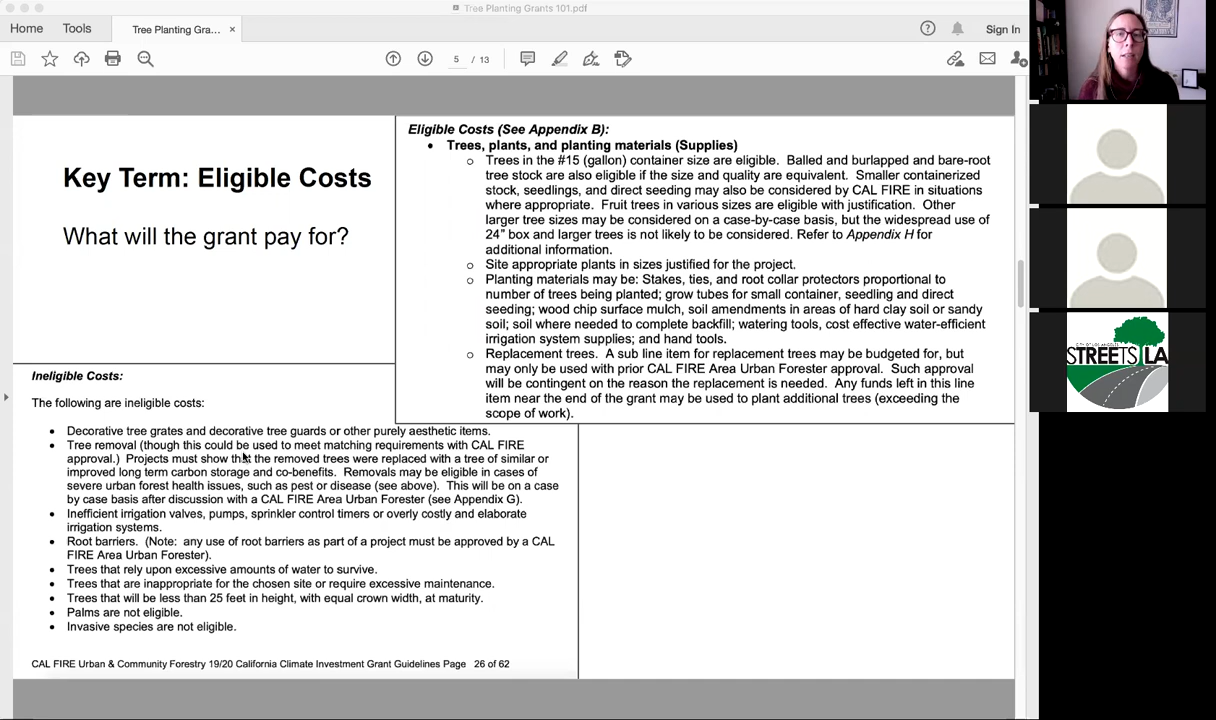 Tree Planting Grants 101.pdf
Home
Tools
Tree Planting Gra...
×
Sign In
5 / 13
Key Term: Eligible Costs
What will the grant pay for?
Eligible Costs (See Appendix B):
• Trees, plants, and planting materials (Supplies)
o Trees in the #15 (gallon) container size are eligible. Balled and burlapped and bare-root
tree stock are also eligible if the size and quality are equivalent. Smaller containerized
stock, seedlings, and direct seeding may also be considered by CAL FIRE in situations
where appropriate. Fruit trees in various sizes are eligible with justification. Other
larger tree sizes may be considered on a case-by-case basis, but the widespread use of
24" box and larger trees is not likely to be considered. Refer to Appendix H for
additional information.
o Site appropriate plants in sizes justified for the project.
o Planting materials may be: Stakes, ties, and root collar protectors proportional to
number of trees being planted; grow tubes for small container, seedling and direct
seeding; wood chip surface mulch, soil amendments in areas of hard clay soil or sandy
soil; soil where needed to complete backfill; watering tools, cost effective water-efficient
irrigation system supplies; and hand tools.
o Replacement trees. A sub line item for replacement trees may be budgeted for, but
may only be used with prior CAL FIRE Area Urban Forester approval. Such approval
will be contingent on the reason the replacement is needed. Any funds left in this line
item near the end of the grant may be used to plant additional trees (exceeding the
scope of work).
Ineligible Costs:
The following are ineligible costs:
• Decorative tree grates and decorative tree guards or other purely aesthetic items.
• Tree removal (though this could be used to meet matching requirements with CAL FIRE
approval.) Projects must show that the removed trees were replaced with a tree of similar or
improved long term carbon storage and co-benefits. Removals may be eligible in cases of
severe urban forest health issues, such as pest or disease (see above). This will be on a case
by case basis after discussion with a CAL FIRE Area Urban Forester (see Appendix G).
• Inefficient irrigation valves, pumps, sprinkler control timers or overly costly and elaborate
irrigation systems.
• Root barriers. (Note: any use of root barriers as part of a project must be approved by a CAL
FIRE Area Urban Forester).
• Trees that rely upon excessive amounts of water to survive.
• Trees that are inappropriate for the chosen site or require excessive maintenance.
• Trees that will be less than 25 feet in height, with equal crown width, at maturity.
• Palms are not eligible.
• Invasive species are not eligible.
CAL FIRE Urban & Community Forestry 19/20 California Climate Investment Grant Guidelines Page 26 of 62
STREETS LA